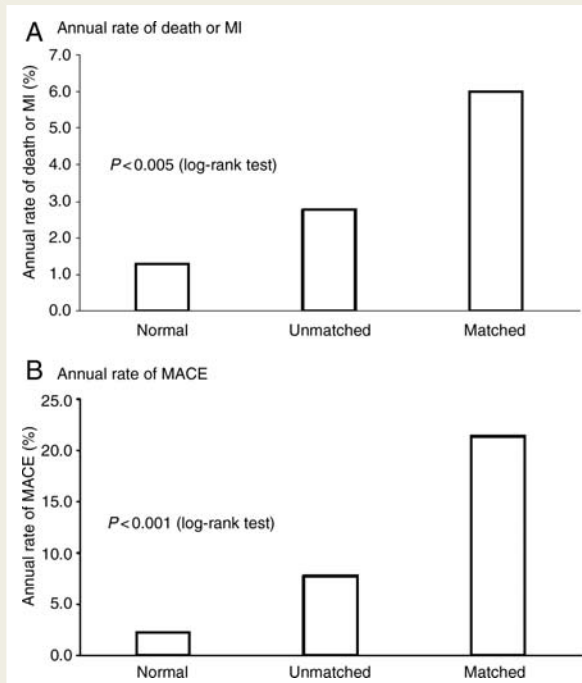 A Annual rate of death or MI
Annual rate of death or MI (%)
7.0
6.0
5.0
4.0
3.0
2.0
1.0
0.0
P<0.005 (log-rank test)
Normal Unmatched Matched
B Annual rate of MACE
Annual rate of MACE (%)
25.0
20.0
15.0
10.0
5.0
0.0
P<0.001 (log-rank test)
Normal Unmatched Matched